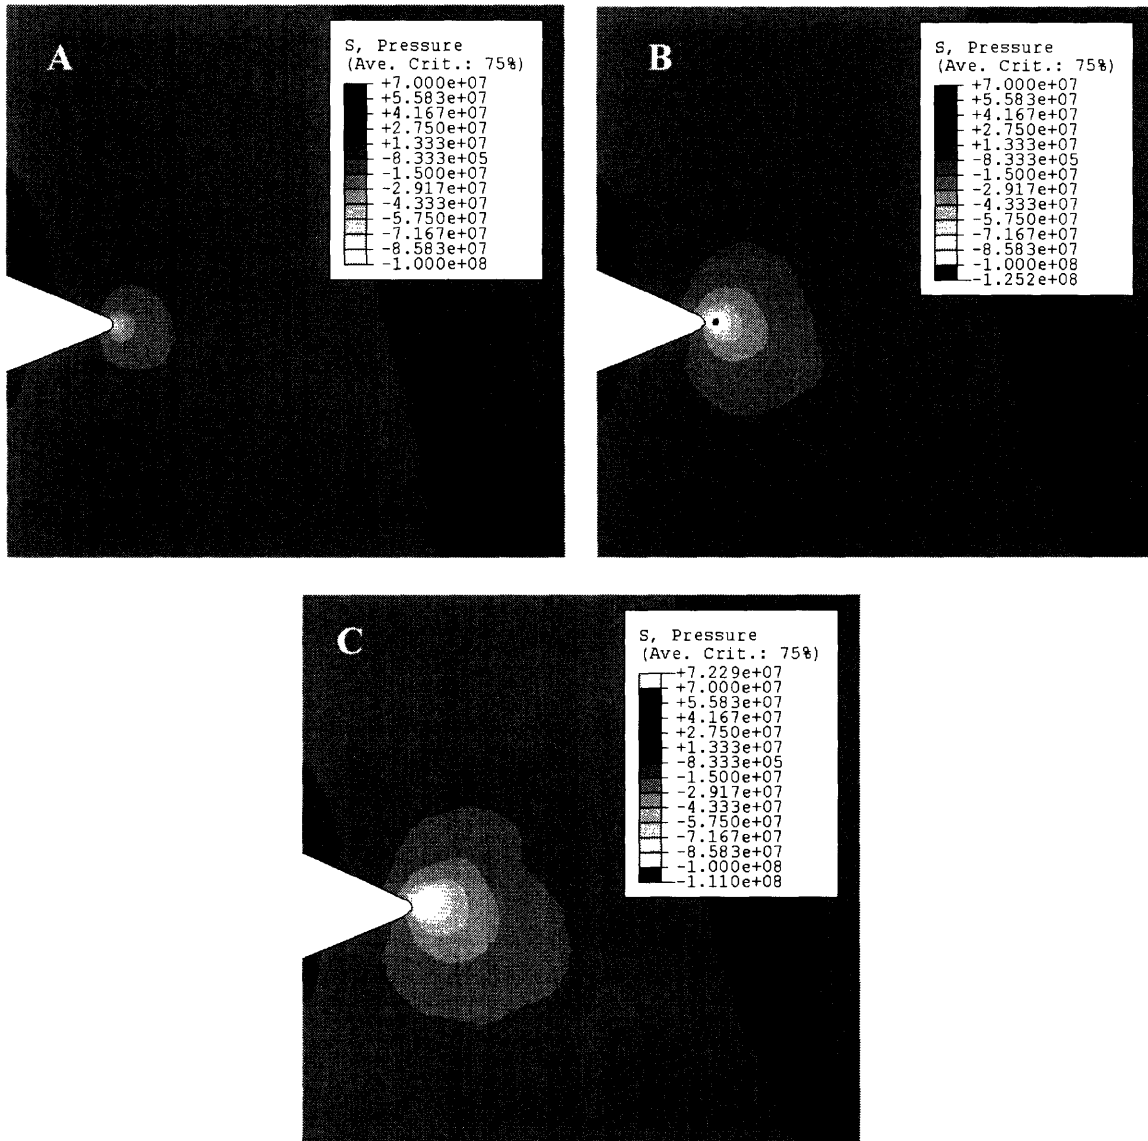 A
S, Pressure
(Ave. Crit.: 75%)
+7.000e+07
+5.583e+07
+4.167e+07
+2.750e+07
+1.333e+07
-8.333e+05
-1.500e+07
-2.917e+07
-4.333e+07
-5.750e+07
-7.167e+07
-8.583e+07
-1.000e+08
B
S, Pressure
(Ave. Crit.: 75%)
+7.000e+07
+5.583e+07
+4.167e+07
+2.750e+07
+1.333e+07
-8.333e+05
-1.500e+07
-2.917e+07
-4.333e+07
-5.750e+07
-7.167e+07
-8.583e+07
-1.000e+08
-1.252e+08
C
S, Pressure
(Ave. Crit.: 75%)
+7.229e+07
+7.000e+07
+5.583e+07
+4.167e+07
+2.750e+07
+1.333e+07
-8.333e+05
-1.500e+07
-2.917e+07
-4.333e+07
-5.750e+07
-7.167e+07
-8.583e+07
-1.000e+08
-1.110e+08